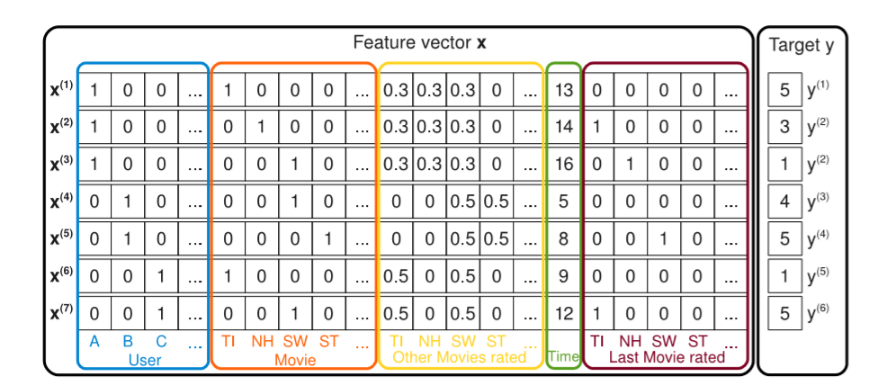 Feature vector x Target y
x(1) 1 0 0 ... 1 0 0 0 ... 0.3 0.3 0.3 0 ... 13 0 0 0 0 ... 5 y(1)
x(2) 1 0 0 ... 0 1 0 0 ... 0.3 0.3 0.3 0 ... 14 1 0 0 0 ... 3 y(2)
x(3) 1 0 0 ... 0 0 1 0 ... 0.3 0.3 0.3 0 ... 16 0 1 0 0 ... 1 y(2)
x(4) 0 1 0 ... 0 0 1 0 ... 0 0 0.5 0.5 ... 5 0 0 0 0 ... 4 y(3)
x(5) 0 1 0 ... 0 0 0 1 ... 0 0 0.5 0.5 ... 8 0 0 1 0 ... 5 y(4)
x(6) 0 0 1 ... 1 0 0 0 ... 0.5 0 0.5 0 ... 9 0 0 0 0 ... 1 y(5)
x(7) 0 0 1 ... 0 0 1 0 ... 0.5 0 0.5 0 ... 12 1 0 0 0 ... 5 y(6)
A B C ... TI NH SW ST ... TI NH SW ST ... TI NH SW ST ...
User Movie Other Movies rated Time Last Movie rated